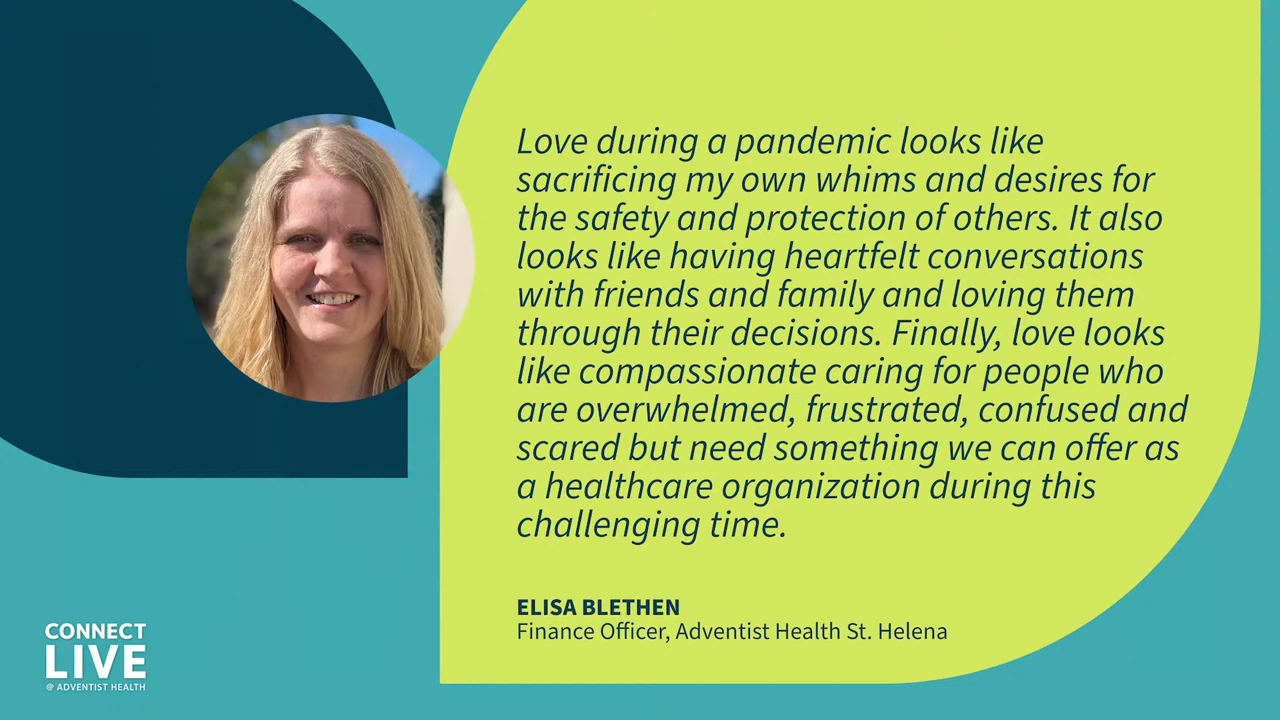 Love during a pandemic looks like
sacrificing my own whims and desires for
the safety and protection of others. It also
looks like having heartfelt conversations
with friends and family and loving them
through their decisions. Finally, love looks
like compassionate caring for people who
are overwhelmed, frustrated, confused and
scared but need something we can offer as
a healthcare organization during this
challenging time.
ELISA BLETHEN
Finance Officer, Adventist Health St. Helena
CONNECT
LIVE
@ ADVENTIST HEALTH